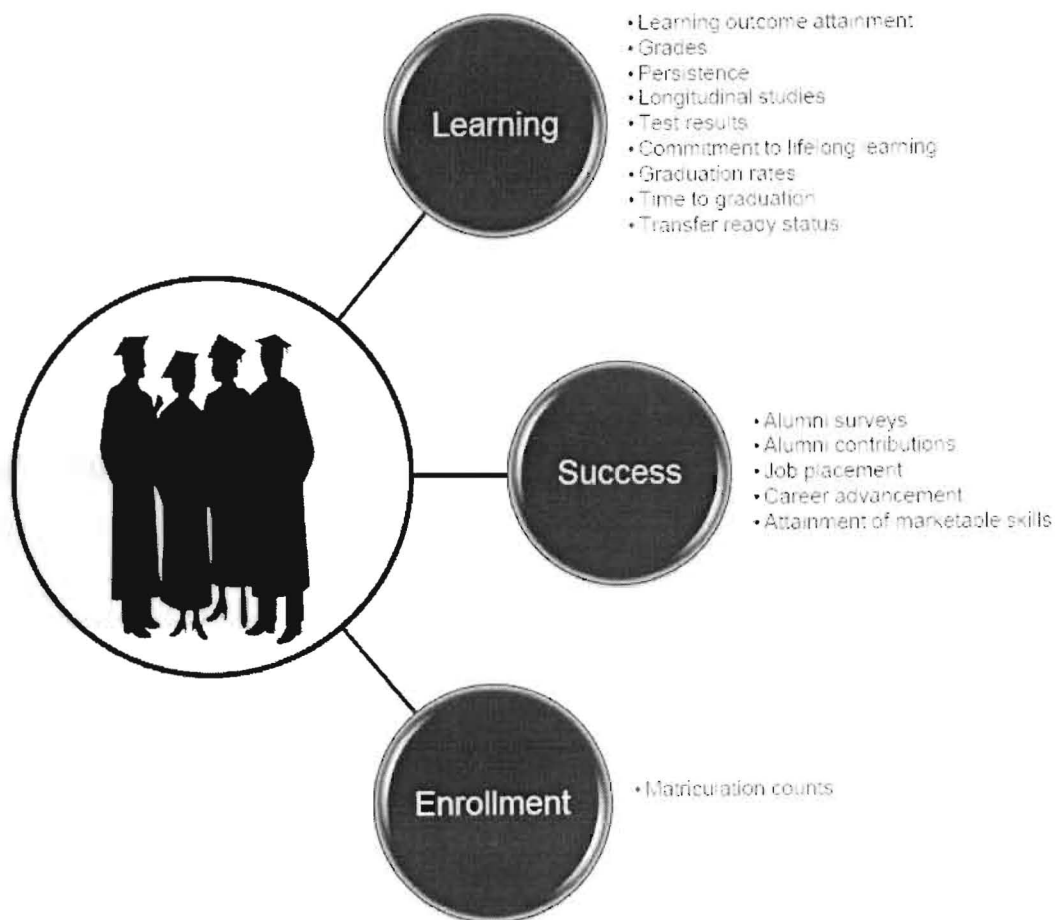 Learning
• Learning outcome attainment
• Grades
• Persistence
• Longitudinal studies
• Test results
• Commitment to lifelong learning
• Graduation rates
• Time to graduation
• Transfer ready status
Success
• Alumni surveys
• Alumni contributions
• Job placement
• Career advancement
• Attainment of marketable skills
Enrollment
• Matriculation counts